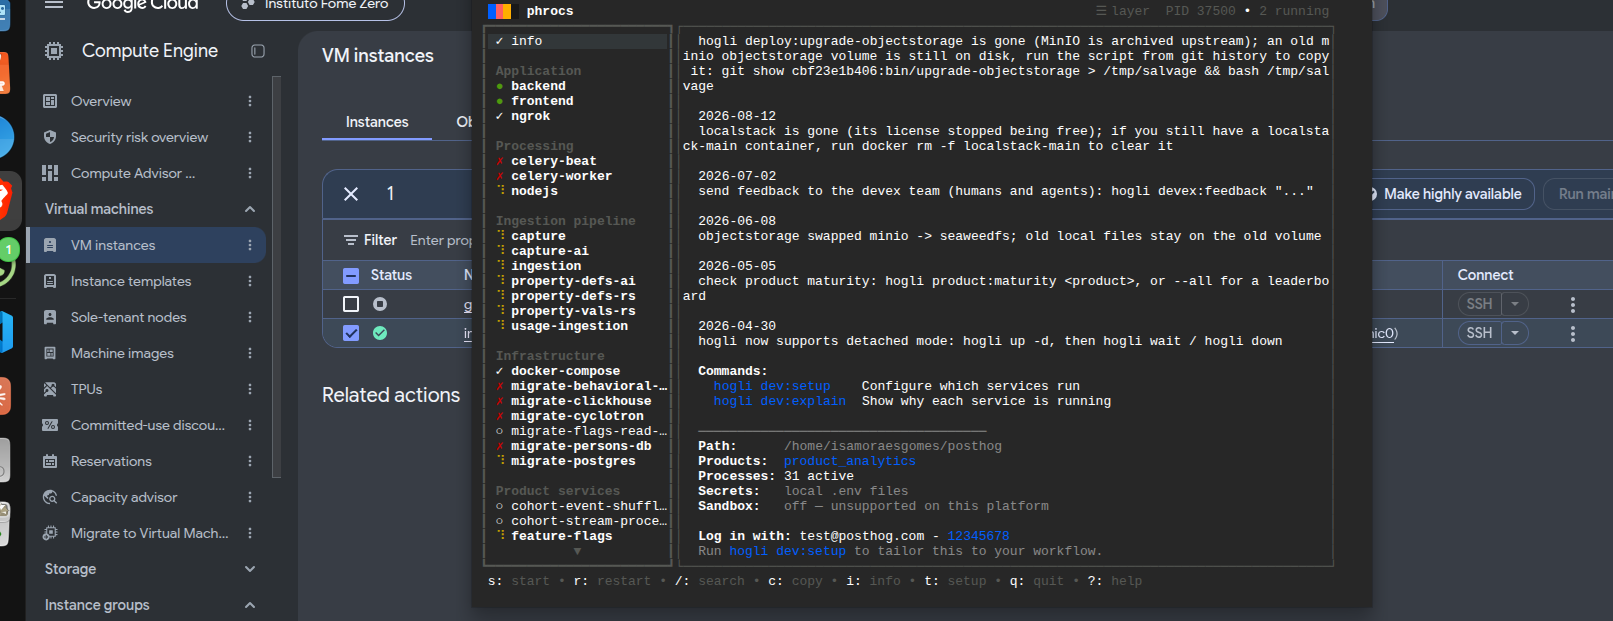 Google Cloud
Instituto Fome Zero
Compute Engine
Overview
Security risk overview
Compute Advisor ...
Virtual machines
VM instances
Instance templates
Sole-tenant nodes
Machine images
TPUs
Committed-use discou...
Reservations
Capacity advisor
Migrate to Virtual Mach...
Storage
Instance groups
1
VM instances
Instances
1
Filter
Status
Related actions
phrocs
☰ layer PID 37500 • 2 running
✓ info
Application
● backend
● frontend
✓ ngrok
Processing
✗ celery-beat
✗ celery-worker
nodejs
Ingestion pipeline
capture
capture-ai
ingestion
property-defs-ai
property-defs-rs
property-vals-rs
usage-ingestion
Infrastructure
✓ docker-compose
✗ migrate-behavioral-…
✗ migrate-clickhouse
✗ migrate-cyclotron
○ migrate-flags-read-…
✗ migrate-persons-db
migrate-postgres
Product services
○ cohort-event-shuffl…
○ cohort-stream-proce…
feature-flags
▼
hogli deploy:upgrade-objectstorage is gone (MinIO is archived upstream); an old m
inio objectstorage volume is still on disk, run the script from git history to copy
it: git show cbf23e1b406:bin/upgrade-objectstorage > /tmp/salvage && bash /tmp/sal
vage
2026-08-12
localstack is gone (its license stopped being free); if you still have a localsta
ck-main container, run docker rm -f localstack-main to clear it
2026-07-02
send feedback to the devex team (humans and agents): hogli devex:feedback "..."
2026-06-08
objectstorage swapped minio -> seaweedfs; old local files stay on the old volume
2026-05-05
check product maturity: hogli product:maturity <product>, or --all for a leaderbo
ard
2026-04-30
hogli now supports detached mode: hogli up -d, then hogli wait / hogli down
Commands:
hogli dev:setup Configure which services run
hogli dev:explain Show why each service is running
Path: /home/isamoraesgomes/posthog
Products: product_analytics
Processes: 31 active
Secrets: local .env files
Sandbox: off — unsupported on this platform
Log in with: test@posthog.com - 12345678
Run hogli dev:setup to tailor this to your workflow.
s: start • r: restart • /: search • c: copy • i: info • t: setup • q: quit • ?: help
Make highly available
Connect
SSH
nic0)
SSH